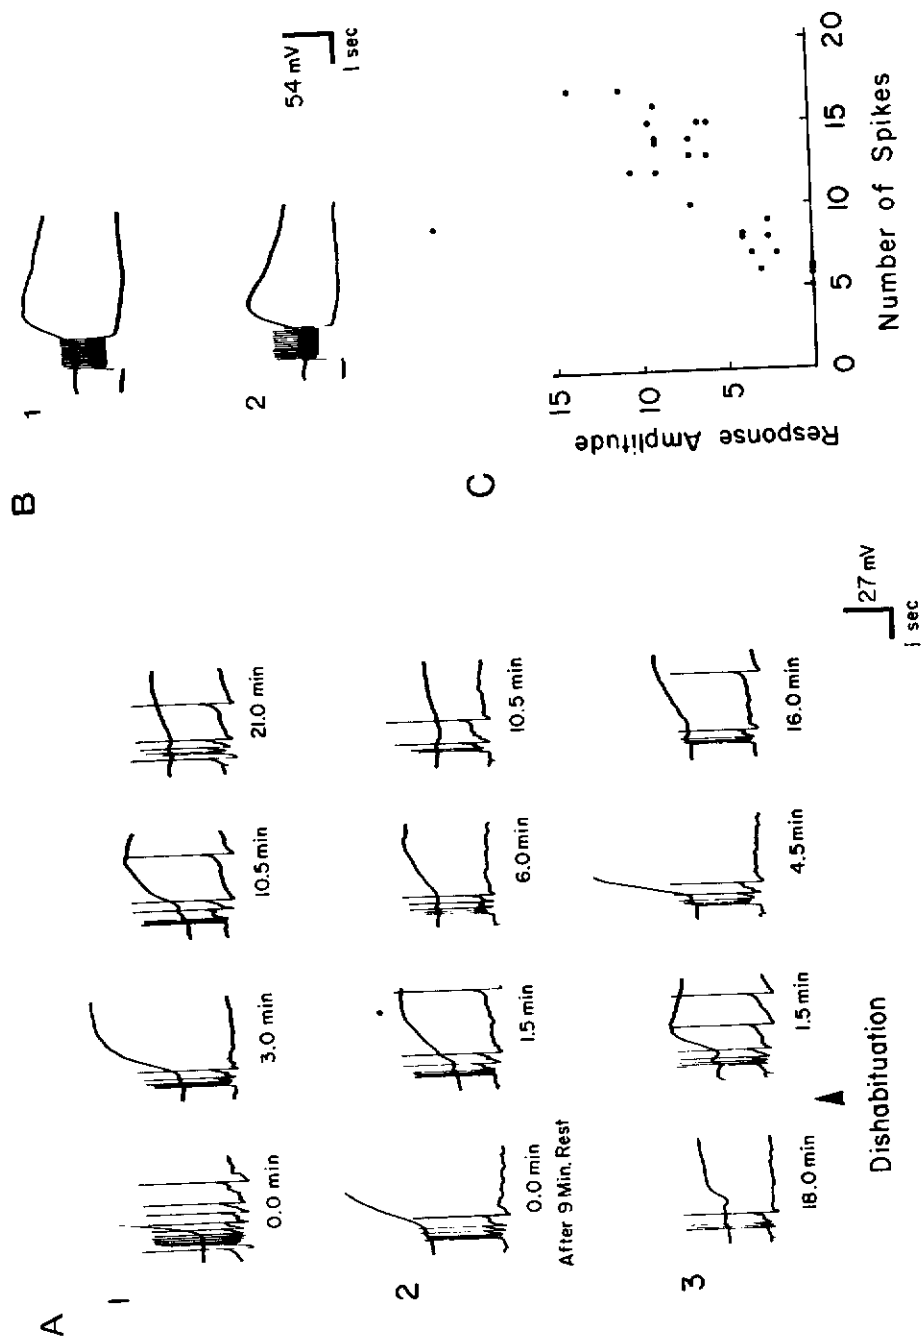 A
1
0.0 min
3.0 min
10.5 min
21.0 min
2
0.0 min
After 9 Min. Rest
1.5 min
6.0 min
10.5 min
3
18.0 min
1.5 min
4.5 min
16.0 min
Dishabituation
27 mV
1 sec
B
1
2
54 mV
1 sec
C
Response Amplitude
15
10
5
0
5
10
15
20
Number of Spikes